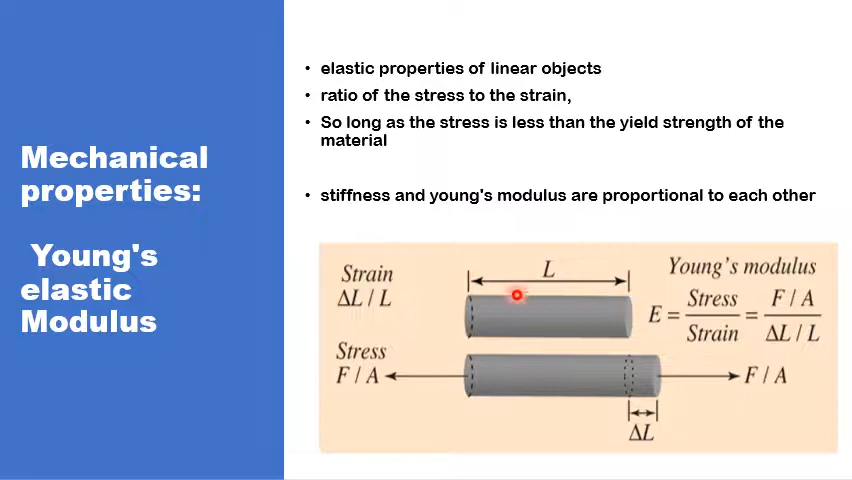 Mechanical
properties:
Young's
elastic
Modulus
• elastic properties of linear objects
• ratio of the stress to the strain,
• So long as the stress is less than the yield strength of the
material
• stiffness and young's modulus are proportional to each other
Strain
ΔL / L
L
Young's modulus
E = Stress / Strain = F / A / ΔL / L
Stress
F / A
F / A
ΔL